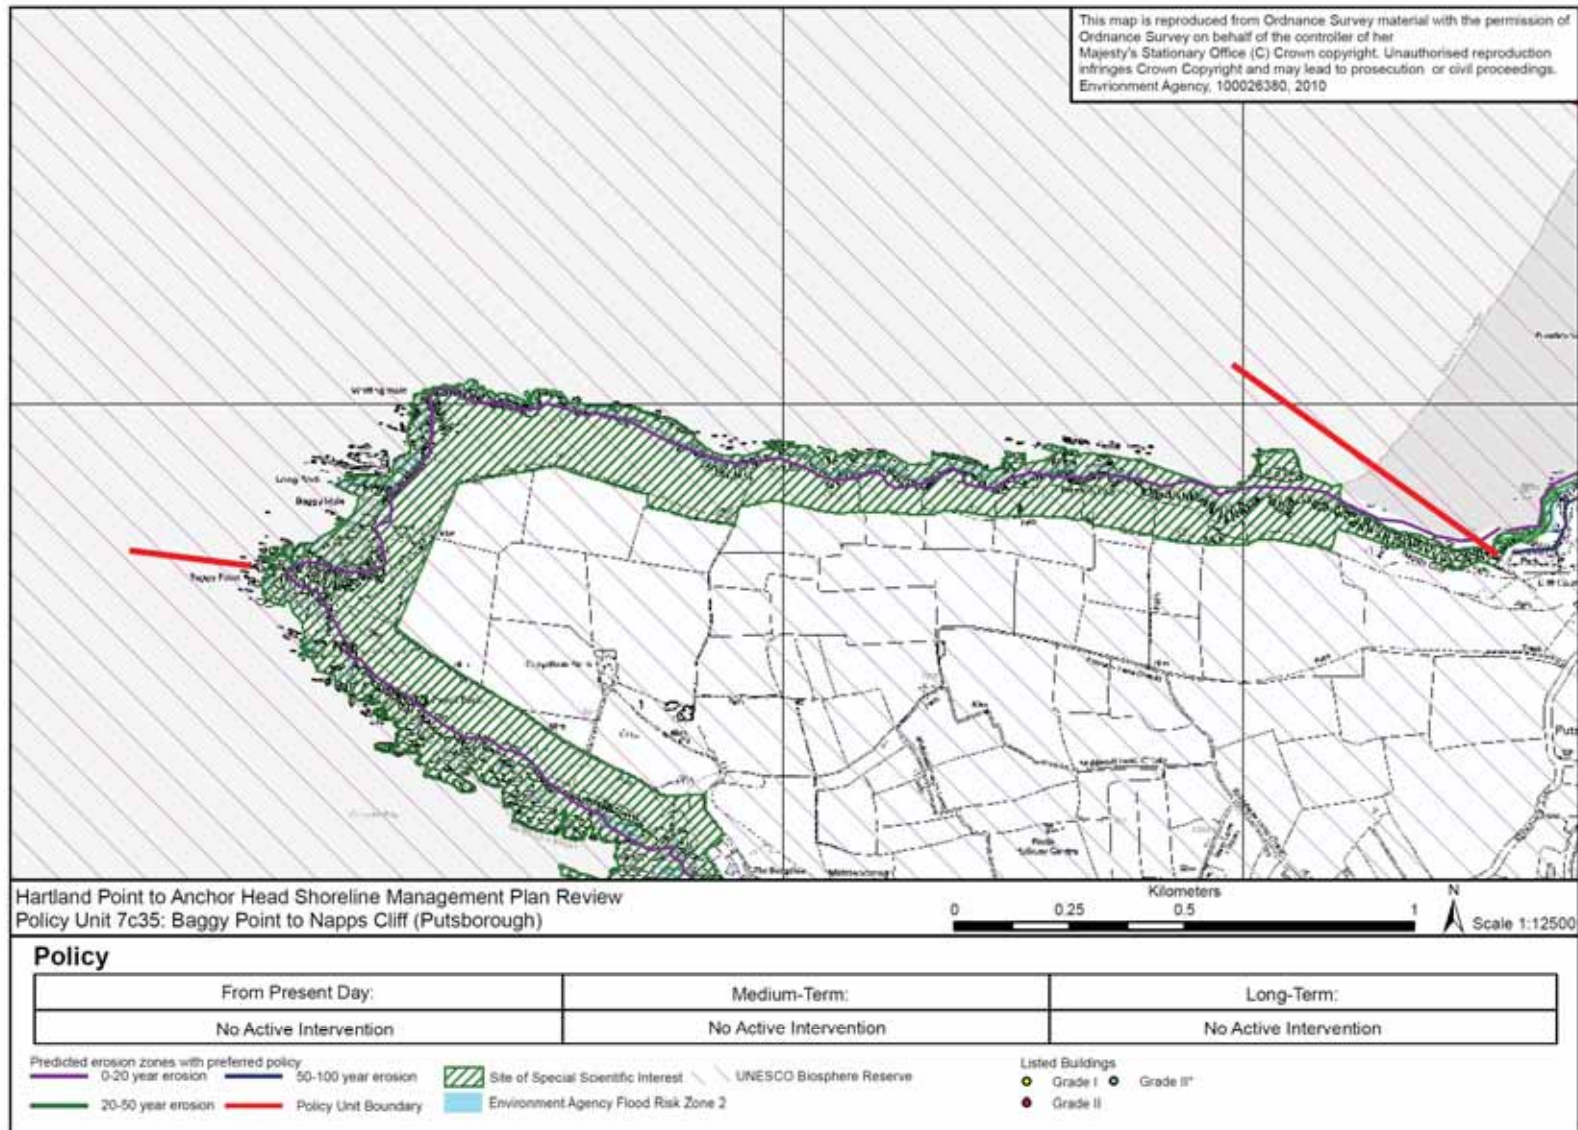 This map is reproduced from Ordnance Survey material with the permission of
Ordnance Survey on behalf of the controller of her
Majesty's Stationary Office (C) Crown copyright. Unauthorised reproduction
infringes Crown Copyright and may lead to prosecution or civil proceedings.
Envrionment Agency, 100026380, 2010
Baggy Hole
Baggy Point
Hartland Point to Anchor Head Shoreline Management Plan Review
Policy Unit 7c35: Baggy Point to Napps Cliff (Putsborough)
Kilometers
0 0.25 0.5 1
N
Scale 1:12500
Policy
From Present Day: Medium-Term: Long-Term:
No Active Intervention No Active Intervention No Active Intervention
Predicted erosion zones with preferred policy
0-20 year erosion 50-100 year erosion Site of Special Scientific Interest UNESCO Biosphere Reserve
20-50 year erosion Policy Unit Boundary Environment Agency Flood Risk Zone 2
Listed Buildings
Grade I Grade II*
Grade II